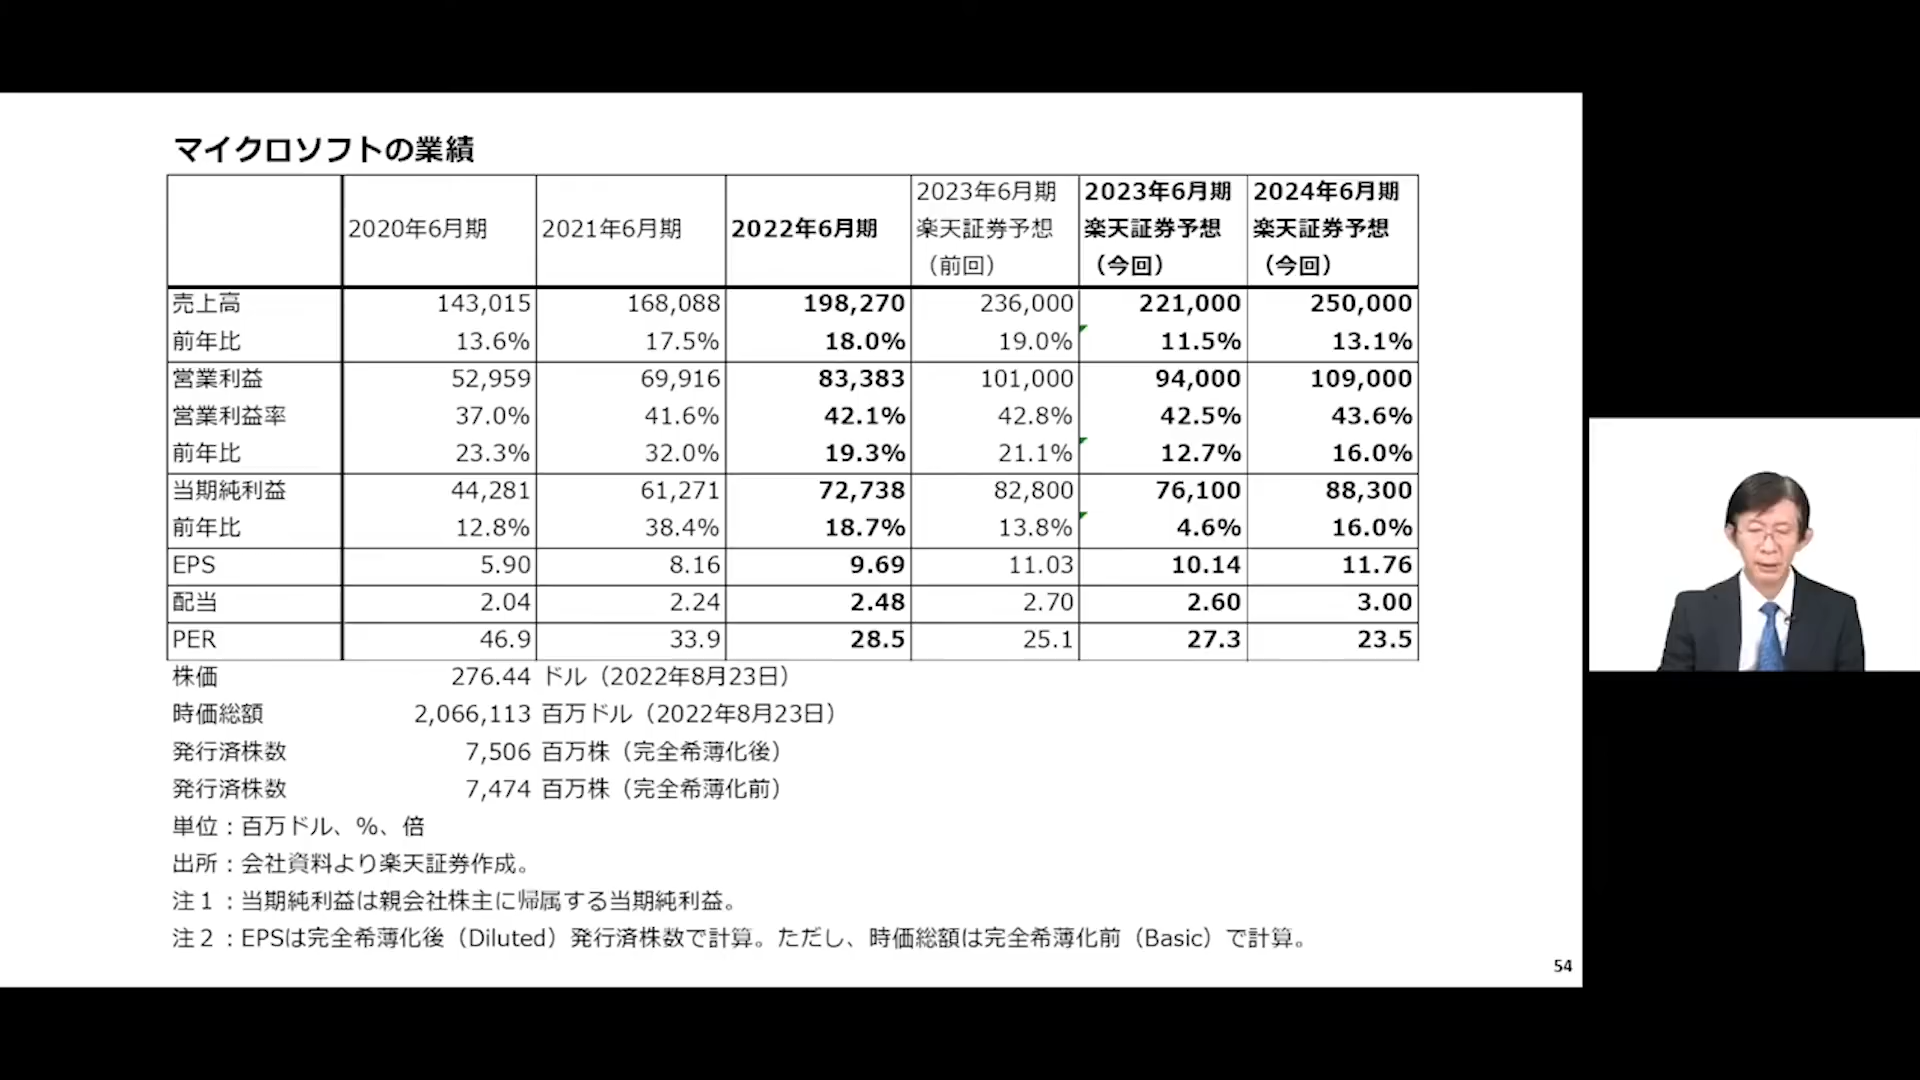 マイクロソフトの業績
2020年6月期 2021年6月期 2022年6月期 2023年6月期 楽天証券予想 （前回） 2023年6月期 楽天証券予想 （今回） 2024年6月期 楽天証券予想 （今回）
売上高 143,015 168,088 198,270 236,000 221,000 250,000
前年比 13.6% 17.5% 18.0% 19.0% 11.5% 13.1%
営業利益 52,959 69,916 83,383 101,000 94,000 109,000
営業利益率 37.0% 41.6% 42.1% 42.8% 42.5% 43.6%
前年比 23.3% 32.0% 19.3% 21.1% 12.7% 16.0%
当期純利益 44,281 61,271 72,738 82,800 76,100 88,300
前年比 12.8% 38.4% 18.7% 13.8% 4.6% 16.0%
EPS 5.90 8.16 9.69 11.03 10.14 11.76
配当 2.04 2.24 2.48 2.70 2.60 3.00
PER 46.9 33.9 28.5 25.1 27.3 23.5
株価 276.44 ドル（2022年8月23日）
時価総額 2,066,113 百万ドル（2022年8月23日）
発行済株数 7,506 百万株（完全希薄化後）
発行済株数 7,474 百万株（完全希薄化前）
単位：百万ドル、%、倍
出所：会社資料より楽天証券作成。
注１：当期純利益は親会社株主に帰属する当期純利益。
注２：EPSは完全希薄化後（Diluted）発行済株数で計算。ただし、時価総額は完全希薄化前（Basic）で計算。
54